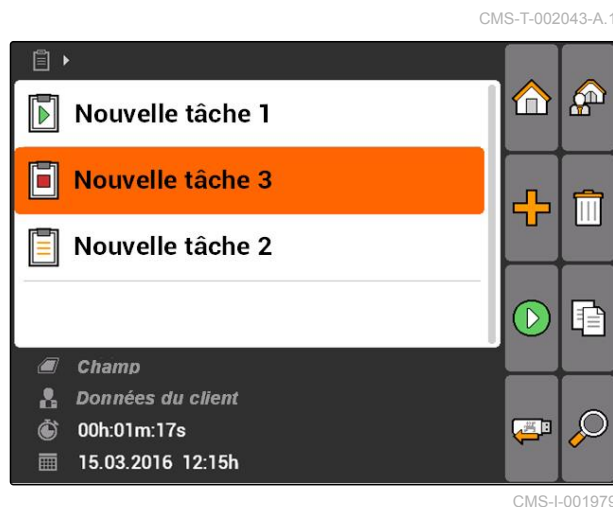 CMS-T-002043-A.1
Nouvelle tâche 1
Nouvelle tâche 3
Nouvelle tâche 2
Champ
Données du client
00h:01m:17s
15.03.2016 12:15h
CMS-I-001979